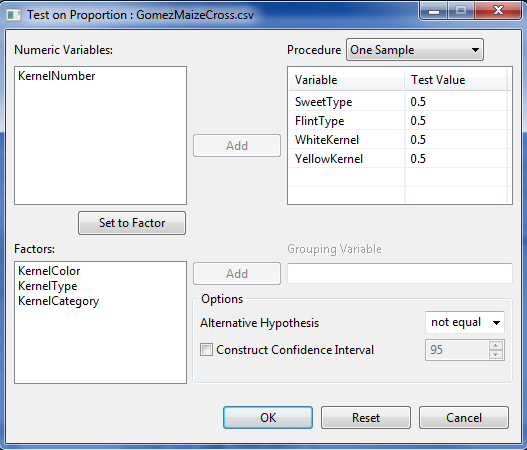 Test on Proportion : GomezMaizeCross.csv
Numeric Variables:
KernelNumber
Add
Set to Factor
Procedure One Sample
Variable Test Value
SweetType 0.5
FlintType 0.5
WhiteKernel 0.5
YellowKernel 0.5
Factors:
KernelColor
KernelType
KernelCategory
Add
Grouping Variable
Options
Alternative Hypothesis not equal
Construct Confidence Interval 95
OK Reset Cancel